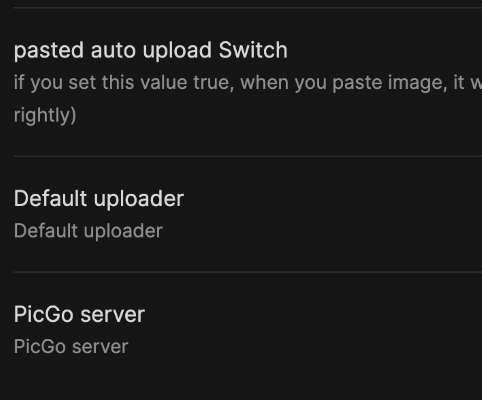 pasted auto upload Switch
if you set this value true, when you paste image, it
rightly)
Default uploader
Default uploader
PicGo server
PicGo server